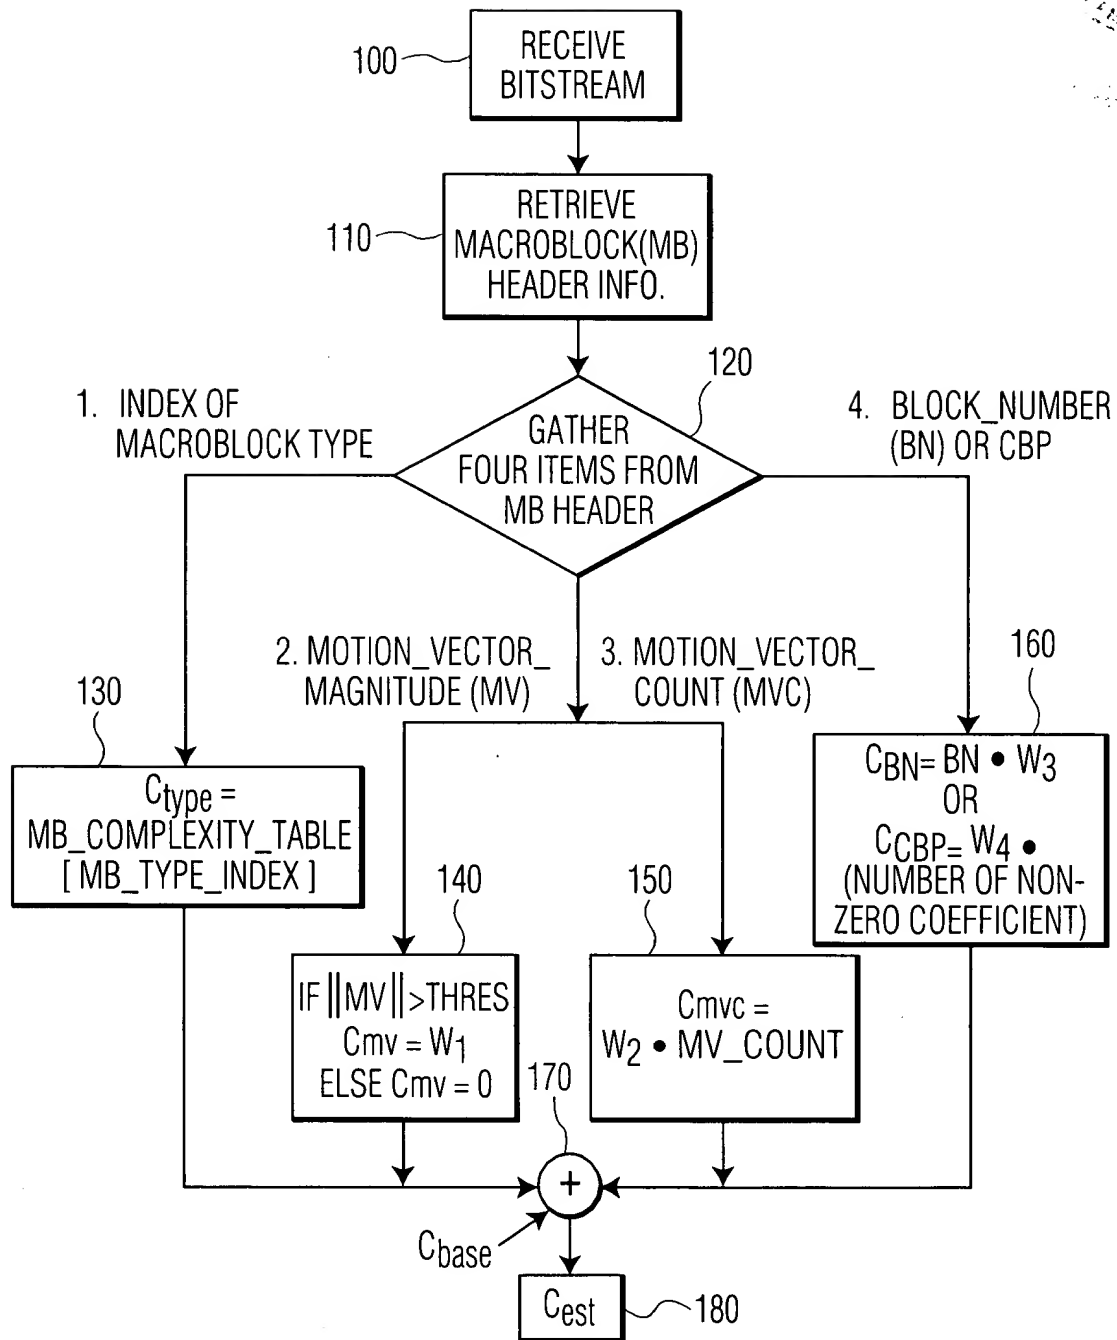 100
RECEIVE
BITSTREAM
110
RETRIEVE
MACROBLOCK(MB)
HEADER INFO.
120
GATHER
FOUR ITEMS FROM
MB HEADER
1. INDEX OF
MACROBLOCK TYPE
4. BLOCK_NUMBER
(BN) OR CBP
2. MOTION_VECTOR_
MAGNITUDE (MV)
3. MOTION_VECTOR_
COUNT (MVC)
130
Ctype =
MB_COMPLEXITY_TABLE
[ MB_TYPE_INDEX ]
160
CBN= BN • W3
OR
CCBP= W4 •
(NUMBER OF NON-
ZERO COEFFICIENT)
140
IF ||MV||>THRES
Cmv = W1
ELSE Cmv = 0
150
Cmvc =
W2 • MV_COUNT
170
+
Cbase
Cest
180